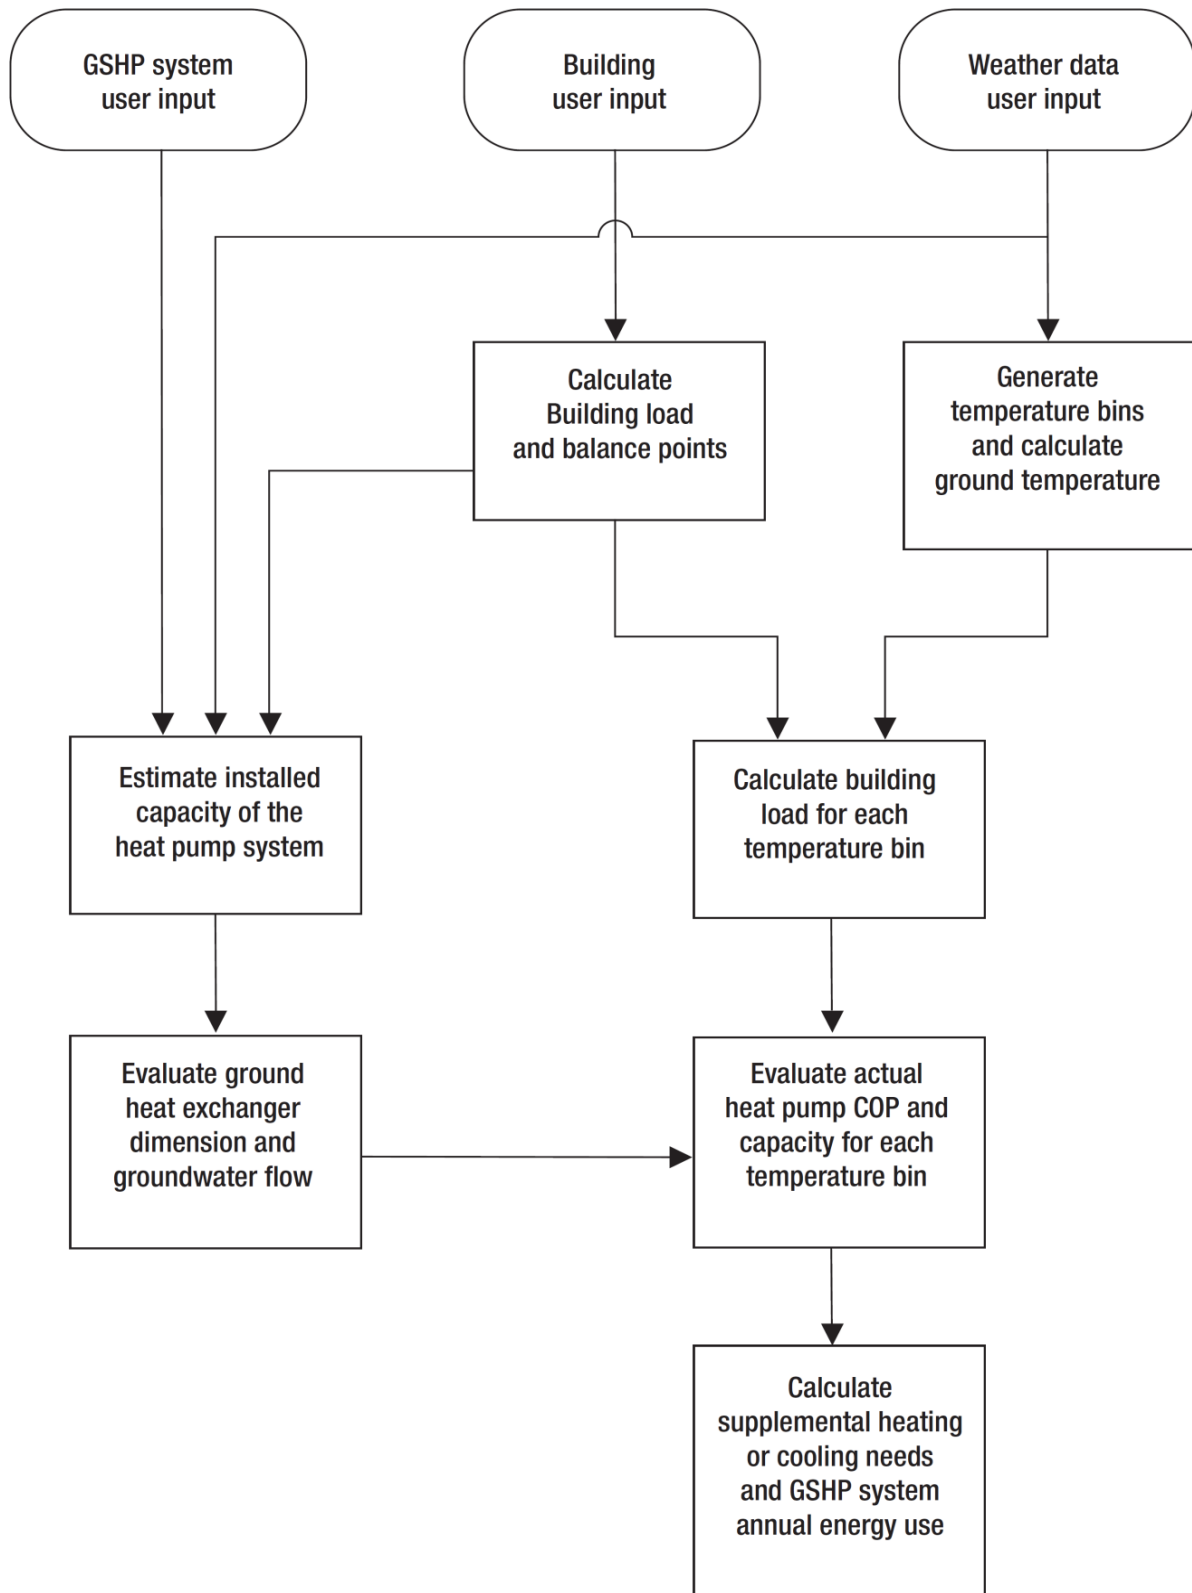 GSHP system
user input
Building
user input
Weather data
user input
Calculate
Building load
and balance points
Generate
temperature bins
and calculate
ground temperature
Estimate installed
capacity of the
heat pump system
Calculate building
load for each
temperature bin
Evaluate ground
heat exchanger
dimension and
groundwater flow
Evaluate actual
heat pump COP and
capacity for each
temperature bin
Calculate
supplemental heating
or cooling needs
and GSHP system
annual energy use